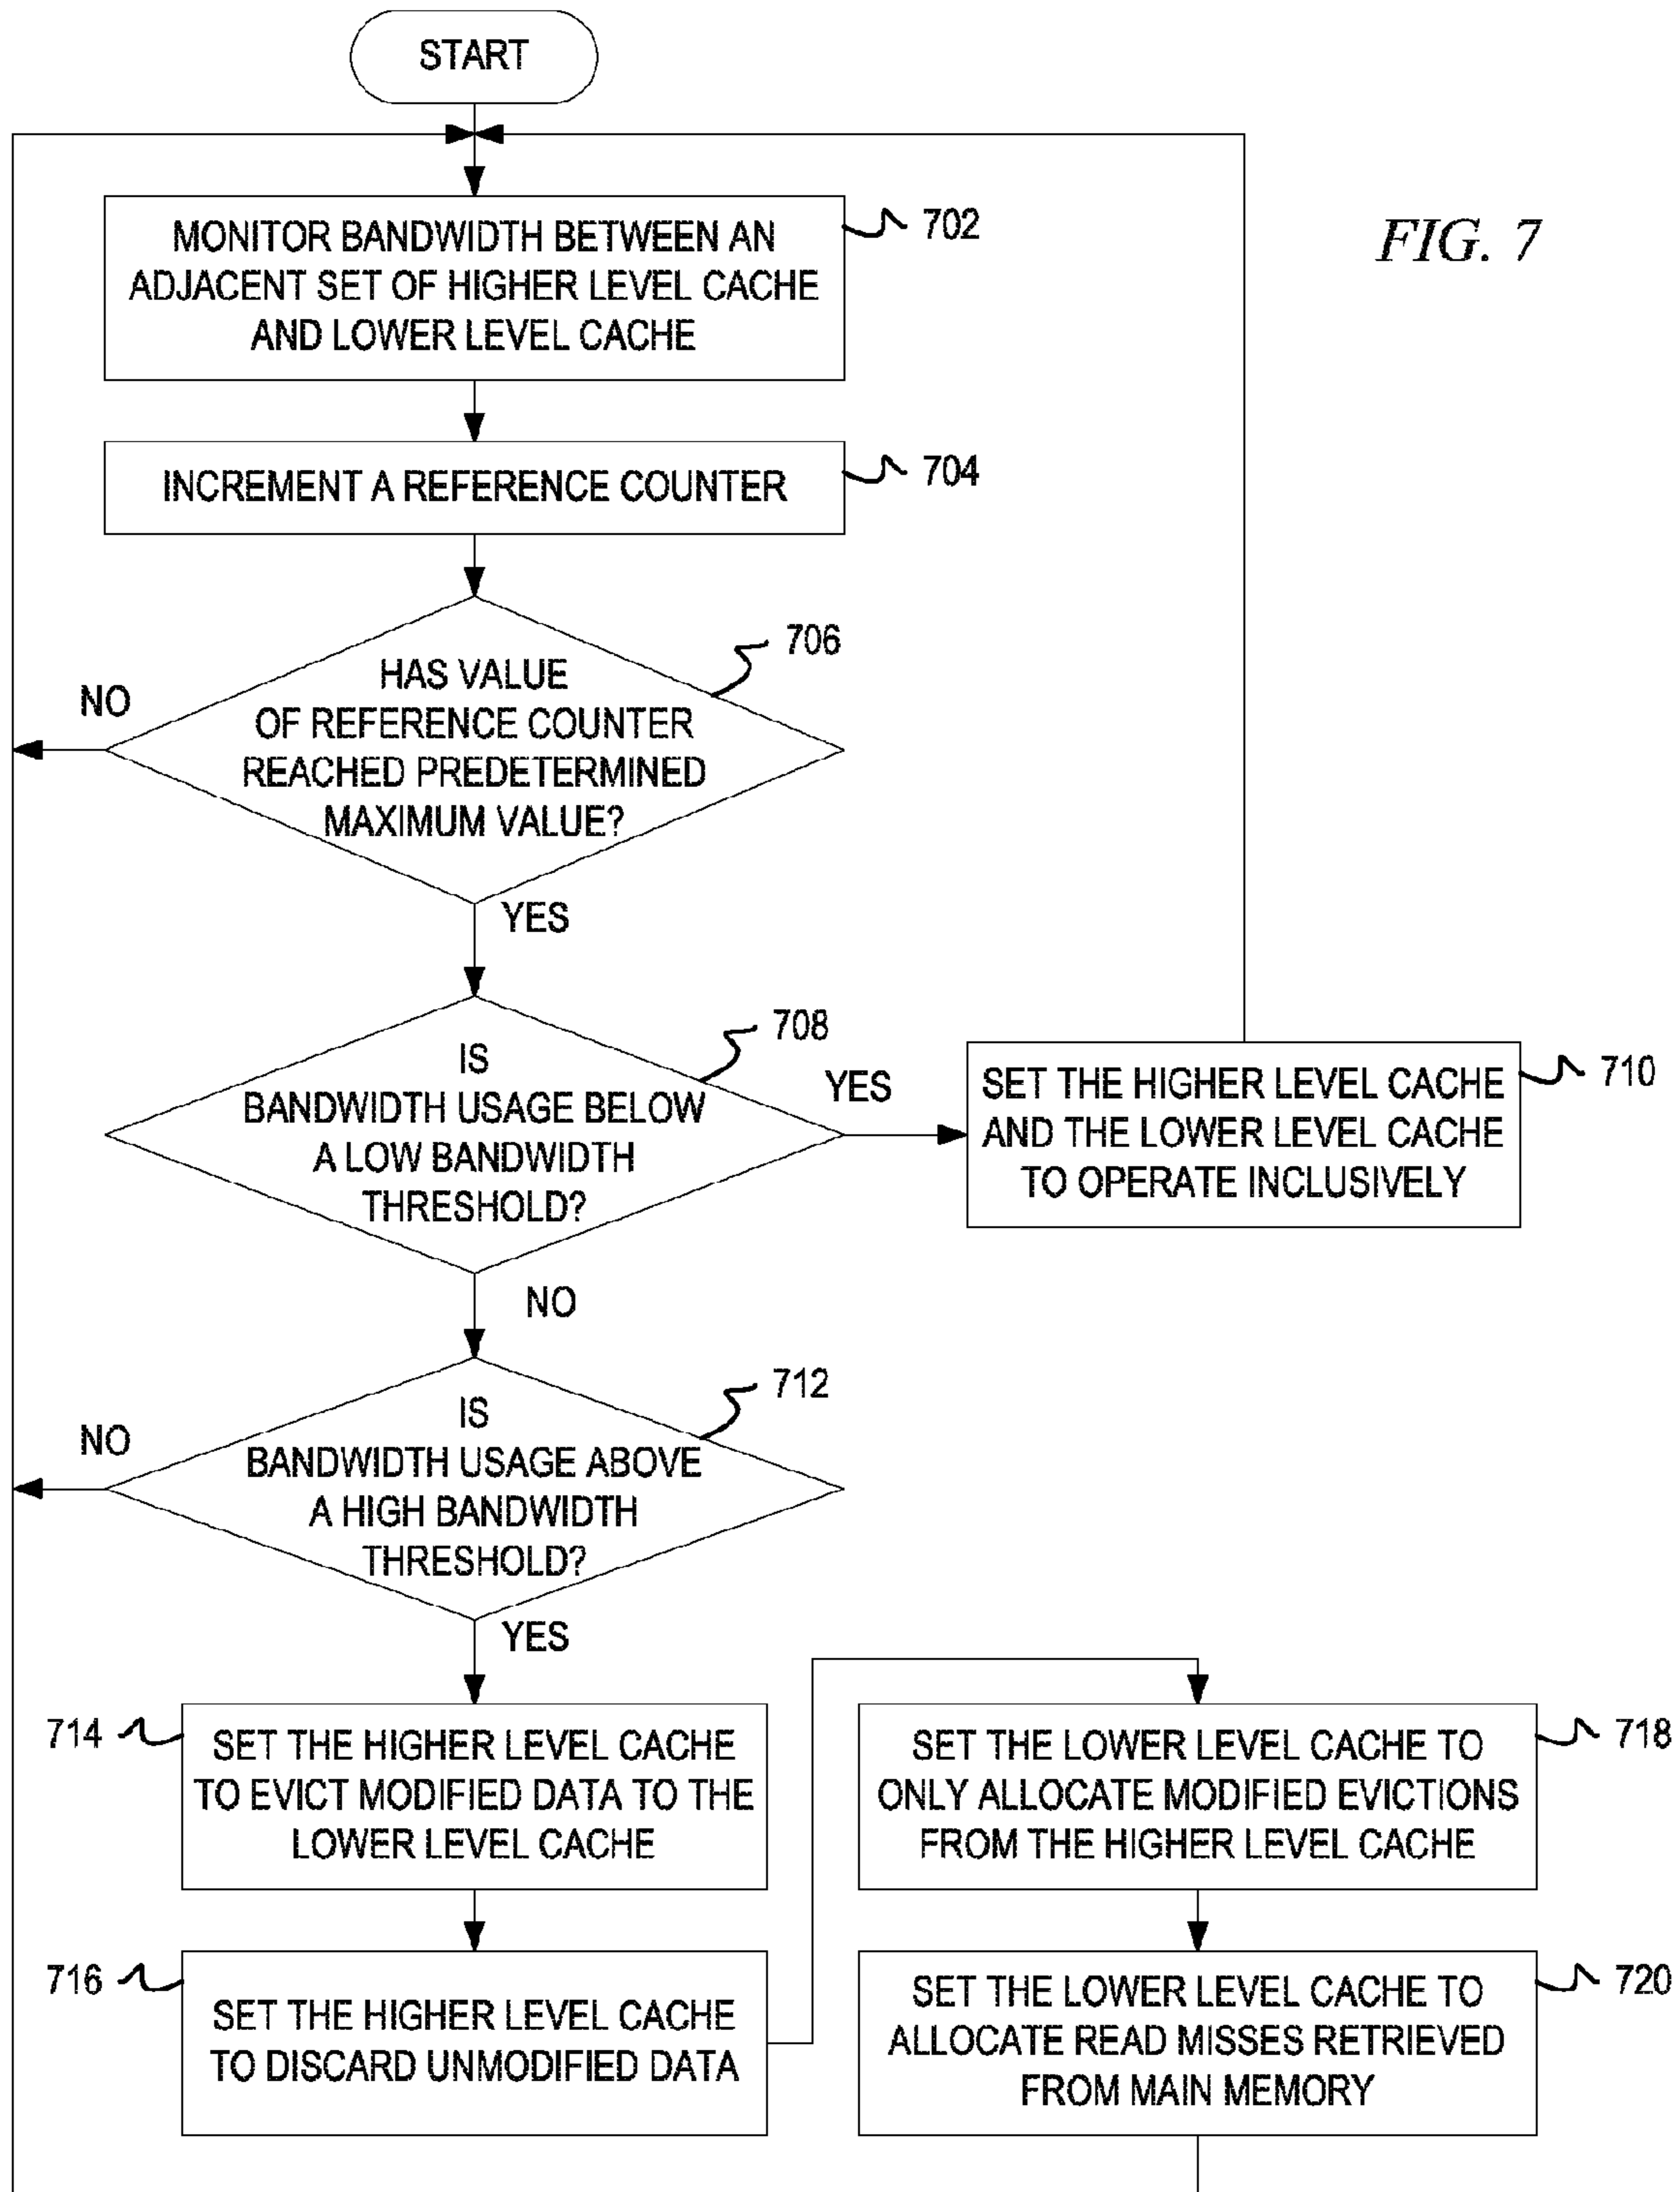 START
FIG. 7
MONITOR BANDWIDTH BETWEEN AN
ADJACENT SET OF HIGHER LEVEL CACHE
AND LOWER LEVEL CACHE
702
INCREMENT A REFERENCE COUNTER
704
HAS VALUE
OF REFERENCE COUNTER
REACHED PREDETERMINED
MAXIMUM VALUE?
706
NO
YES
IS
BANDWIDTH USAGE BELOW
A LOW BANDWIDTH
THRESHOLD?
708
YES
SET THE HIGHER LEVEL CACHE
AND THE LOWER LEVEL CACHE
TO OPERATE INCLUSIVELY
710
NO
IS
BANDWIDTH USAGE ABOVE
A HIGH BANDWIDTH
THRESHOLD?
712
NO
YES
714
SET THE HIGHER LEVEL CACHE
TO EVICT MODIFIED DATA TO THE
LOWER LEVEL CACHE
716
SET THE HIGHER LEVEL CACHE
TO DISCARD UNMODIFIED DATA
SET THE LOWER LEVEL CACHE TO
ONLY ALLOCATE MODIFIED EVICTIONS
FROM THE HIGHER LEVEL CACHE
718
SET THE LOWER LEVEL CACHE TO
ALLOCATE READ MISSES RETRIEVED
FROM MAIN MEMORY
720